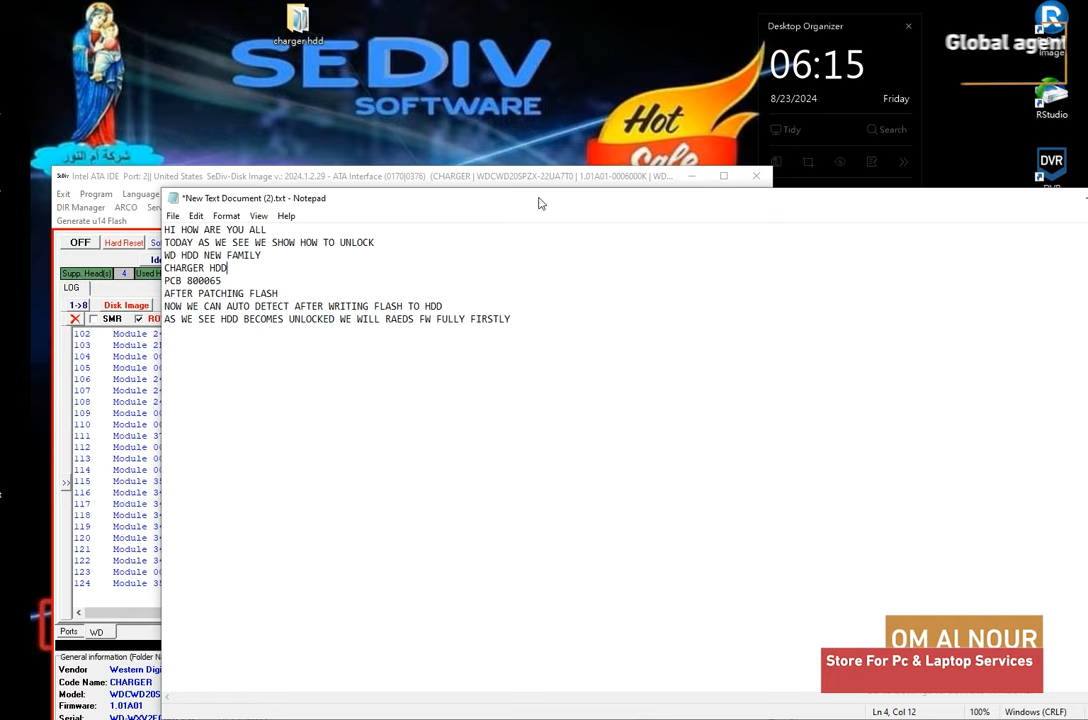 charger hdd
SEDIV
SOFTWARE
Hot
Sale
شركة أم النور
Desktop Organizer
06:15
8/23/2024
Friday
Tidy
Search
Global agent
Image
RStudio
DVR
Intel ATA IDE Port: 2|| United States SeDiv-Disk Image v.: 2024.1.2.29 - ATA Interface (0170|0376) (CHARGER | WDCWD20SPZX-22UA7T0 | 1.01A01-0006000K | WD...
Exit Program Language
DIR Manager ARCO
Generate u14 Flash
OFF Hard Reset
Supp. Head(s) 4 Used
LOG
1->8 Disk Image
SMR
102 Module
103 Module
104 Module
105 Module
106 Module
107 Module
108 Module
109 Module
110 Module
111 Module
112 Module
113 Module
114 Module
115 Module
116 Module
117 Module
118 Module
119 Module
120 Module
121 Module
122 Module
123 Module
124 Module
>>
Ports WD
General information (Folder
Vendor Western
Code Name: CHARGER
Model: WDCWD20S
Firmware: 1.01A01
Serial:
*New Text Document (2).txt - Notepad
File Edit Format View Help
HI HOW ARE YOU ALL
TODAY AS WE SEE WE SHOW HOW TO UNLOCK
WD HDD NEW FAMILY
CHARGER HDD
PCB 800065
AFTER PATCHING FLASH
NOW WE CAN AUTO DETECT AFTER WRITING FLASH TO HDD
AS WE SEE HDD BECOMES UNLOCKED WE WILL RAEDS FW FULLY FIRSTLY
OM Al NOUR
Store For Pc & Laptop Services
Ln 4, Col 12 100% Windows (CRLF)